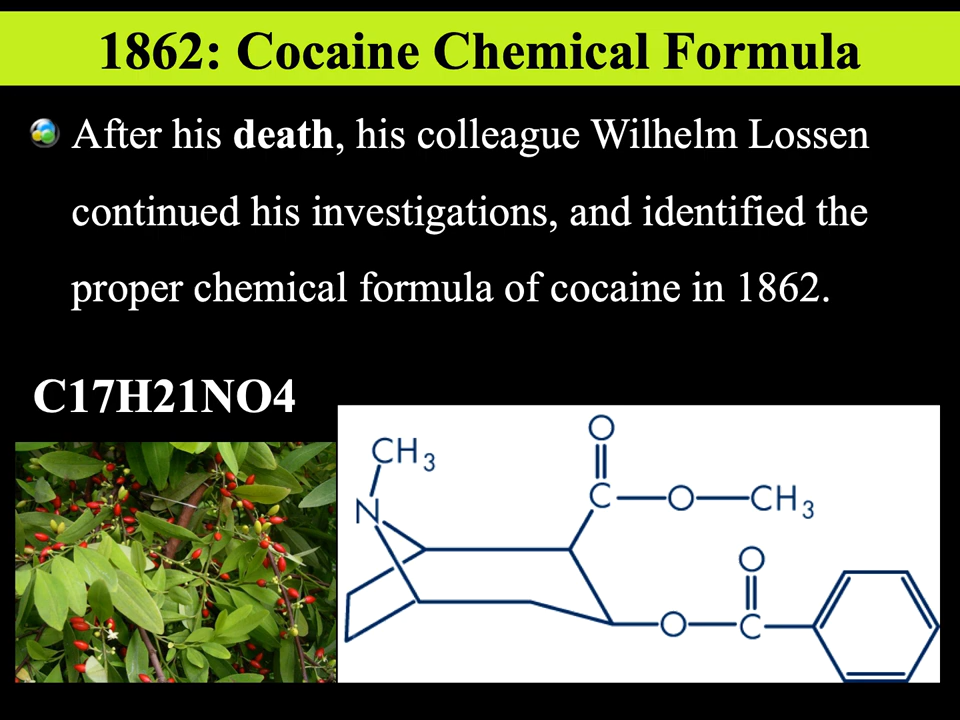 1862: Cocaine Chemical Formula
After his death, his colleague Wilhelm Lossen
continued his investigations, and identified the
proper chemical formula of cocaine in 1862.
C17H21NO4
CH3
N
O
C O CH3
O
O C